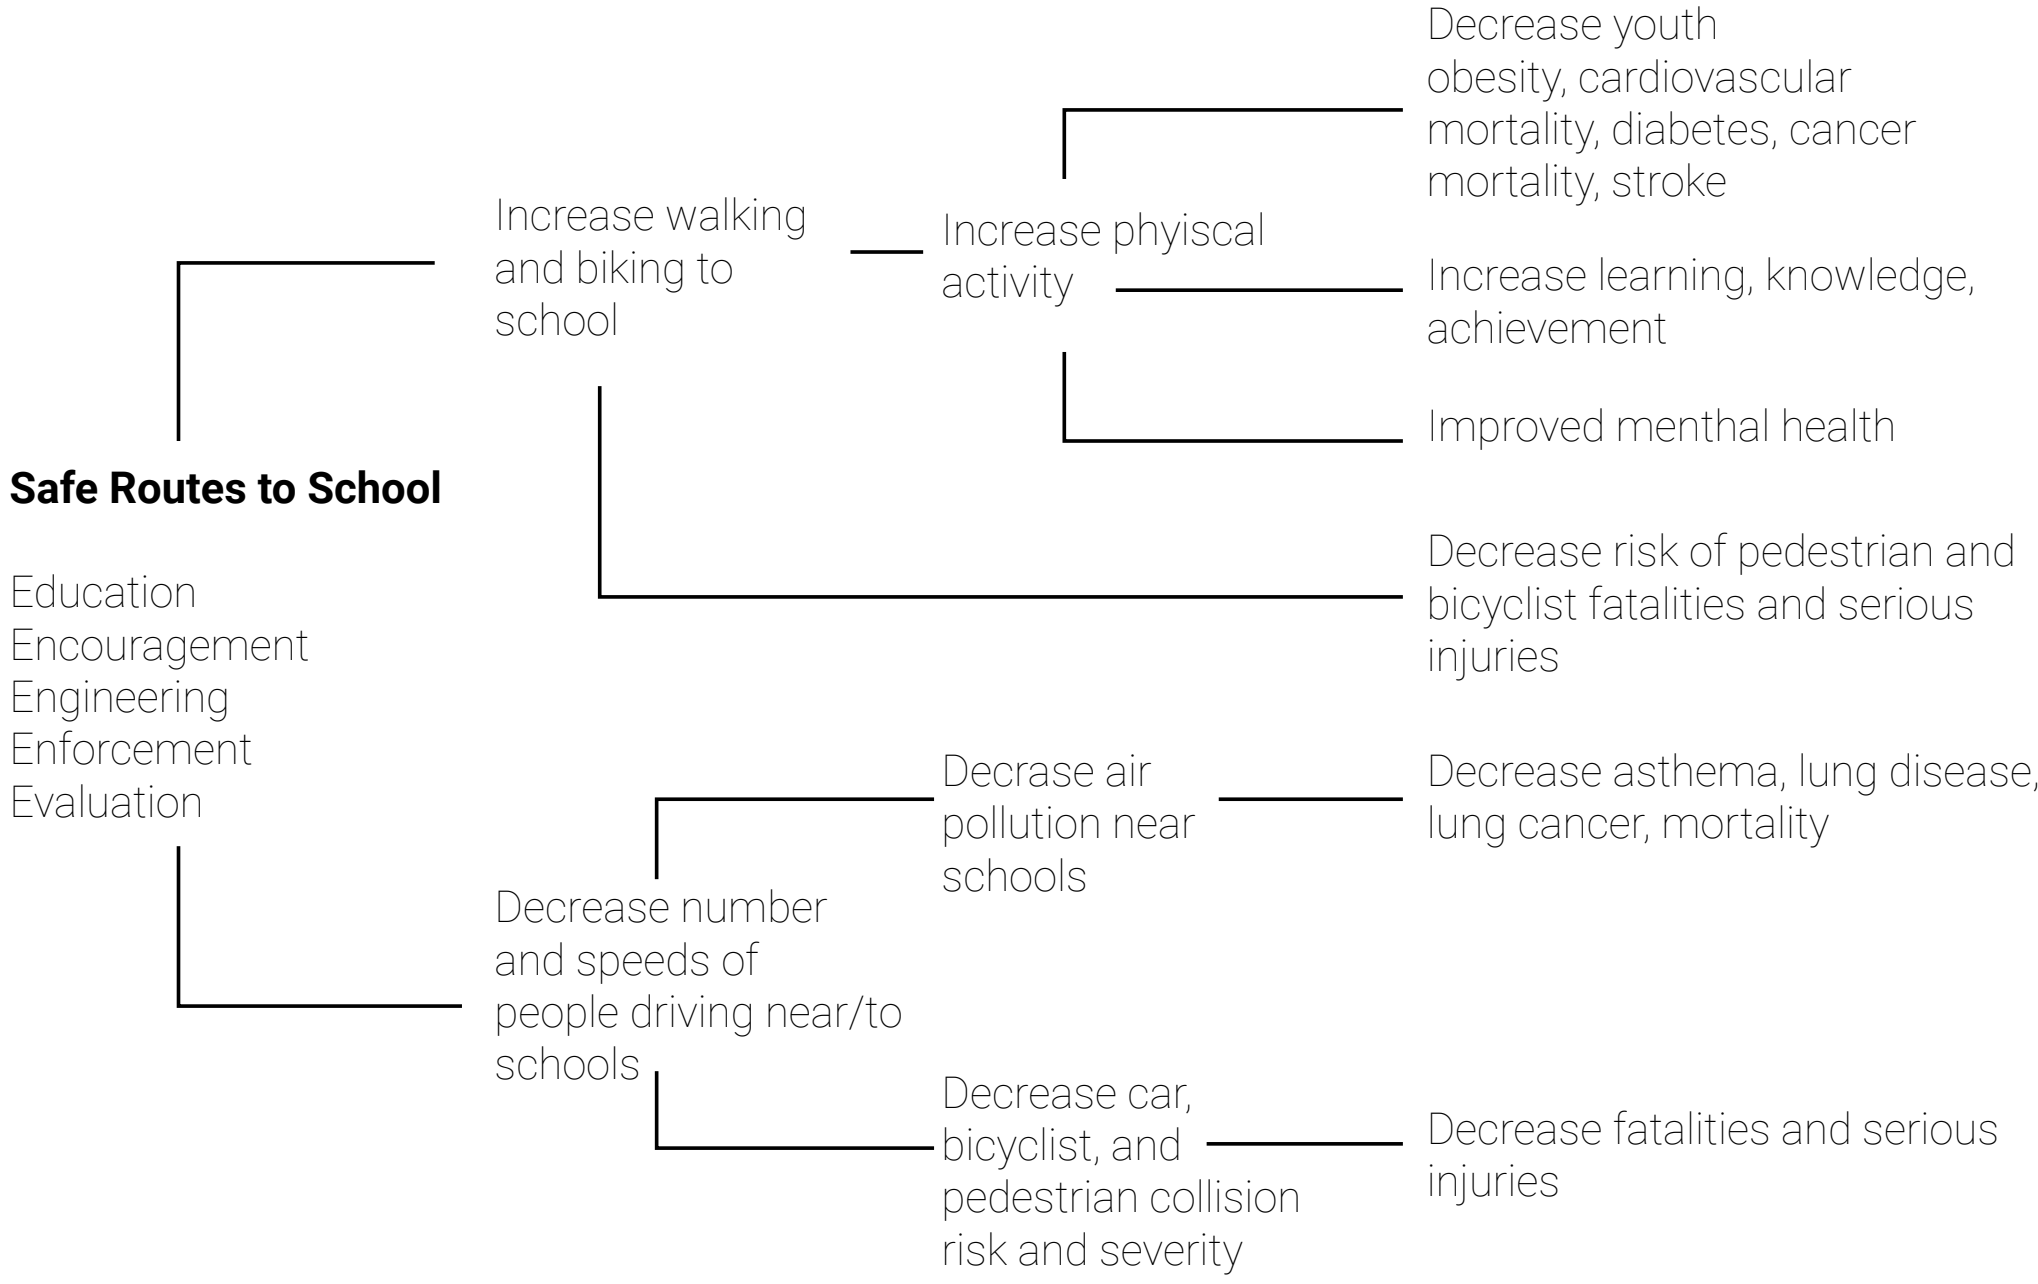 Safe Routes to School
Education
Encouragement
Engineering
Enforcement
Evaluation
Increase walking
and biking to
school
Increase phyiscal
activity
Decrease youth
obesity, cardiovascular
mortality, diabetes, cancer
mortality, stroke
Increase learning, knowledge,
achievement
Improved menthal health
Decrease risk of pedestrian and
bicyclist fatalities and serious
injuries
Decrease number
and speeds of
people driving near/to
schools
Decrase air
pollution near
schools
Decrease asthema, lung disease,
lung cancer, mortality
Decrease car,
bicyclist, and
pedestrian collision
risk and severity
Decrease fatalities and serious
injuries